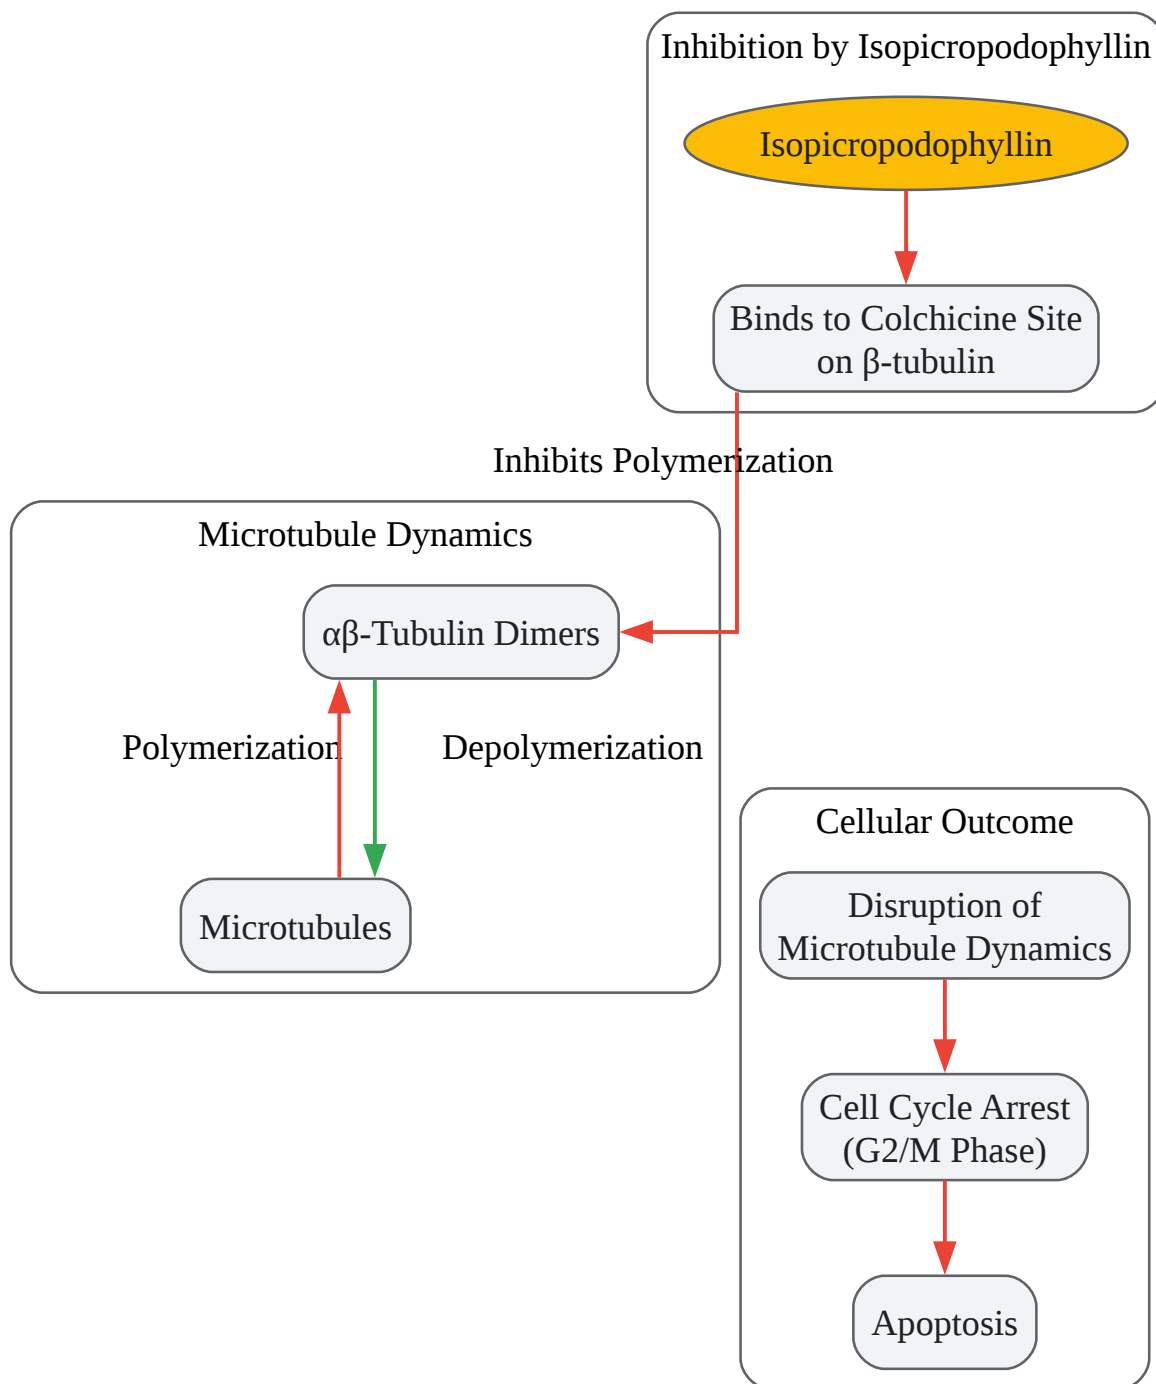 Inhibition by Isopicropodophyllin
Isopicropodophyllin
Binds to Colchicine Site
on β-tubulin
Inhibits Polymerization
Microtubule Dynamics
αβ-Tubulin Dimers
Polymerization
Depolymerization
Microtubules
Cellular Outcome
Disruption of
Microtubule Dynamics
Cell Cycle Arrest
(G2/M Phase)
Apoptosis